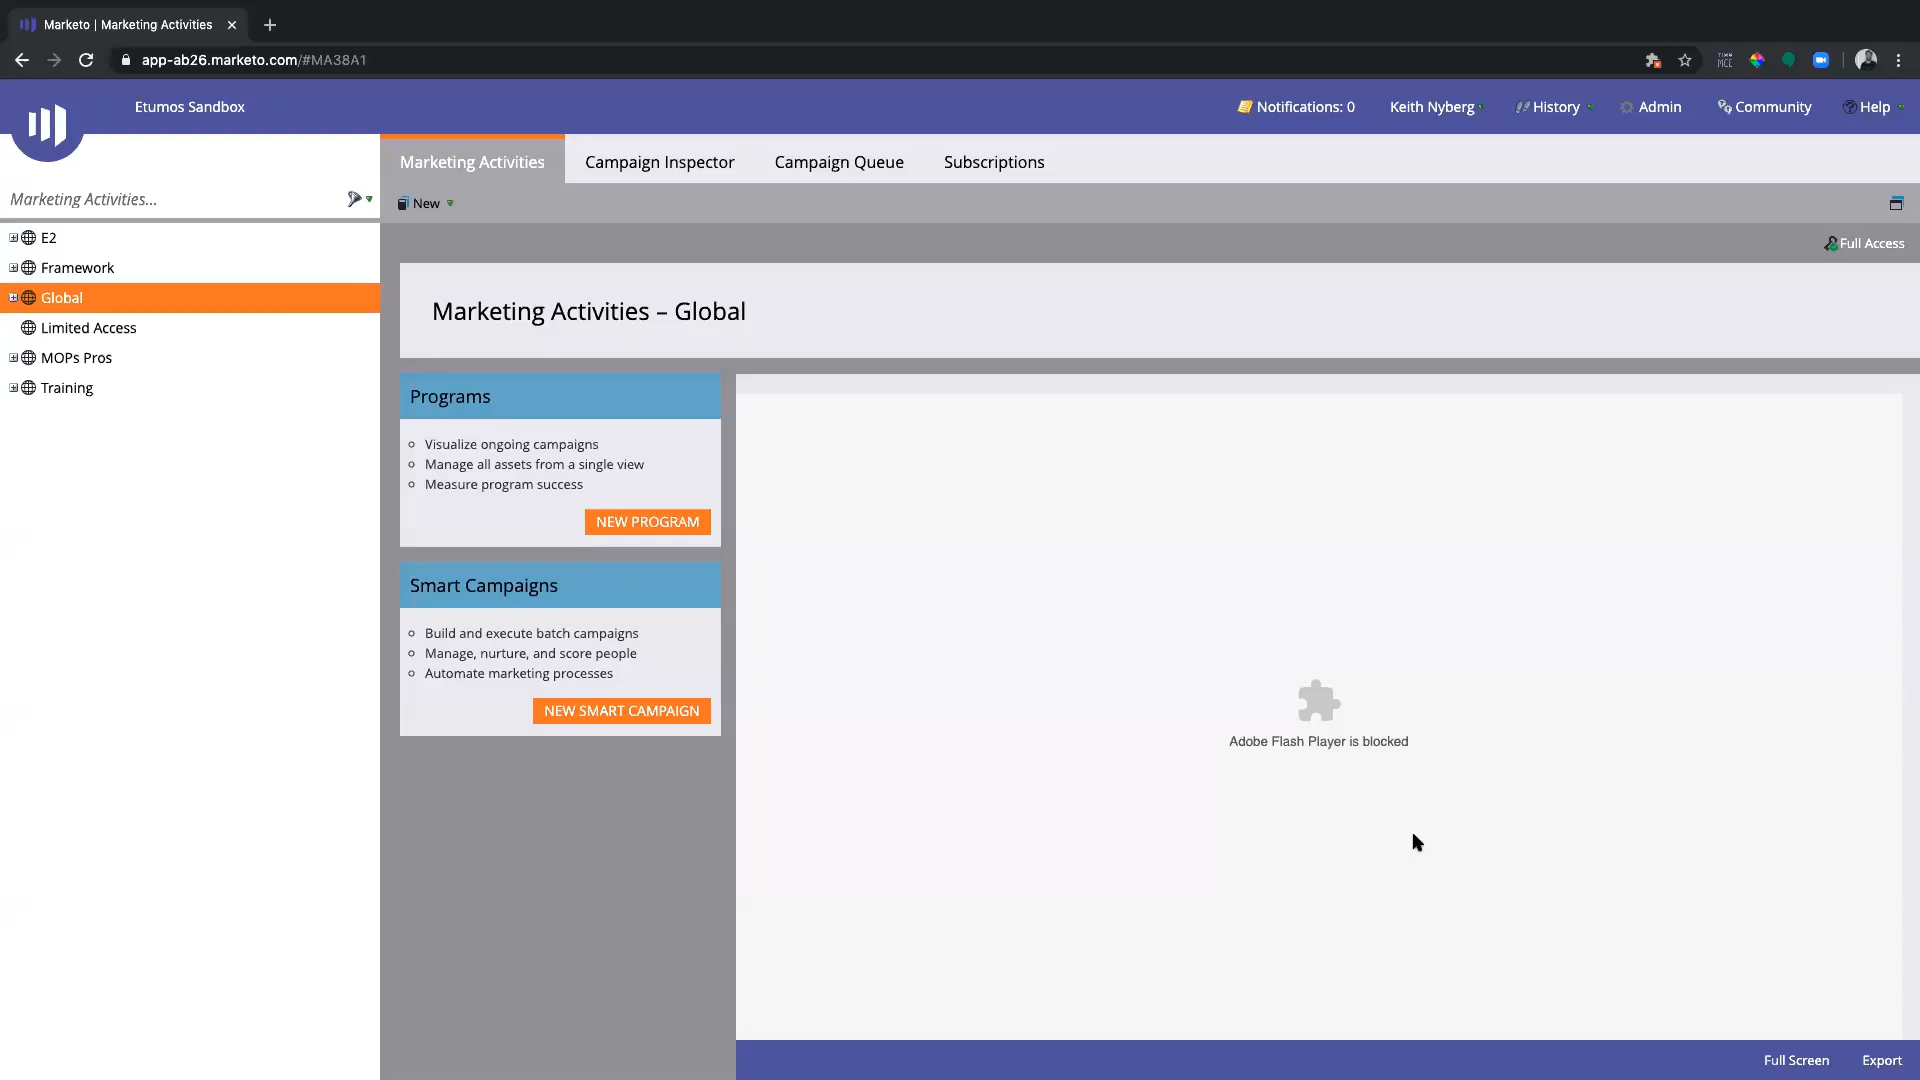 Marketo | Marketing Activities
app-ab26.marketo.com/#MA38A1
Etumos Sandbox
Notifications: 0
Keith Nyberg
History
Admin
Community
Help
Marketing Activities
Campaign Inspector
Campaign Queue
Subscriptions
Marketing Activities...
New
E2
Framework
Global
Limited Access
MOPs Pros
Training
Full Access
Marketing Activities – Global
Programs
Visualize ongoing campaigns
Manage all assets from a single view
Measure program success
NEW PROGRAM
Smart Campaigns
Build and execute batch campaigns
Manage, nurture, and score people
Automate marketing processes
NEW SMART CAMPAIGN
Adobe Flash Player is blocked
Full Screen
Export